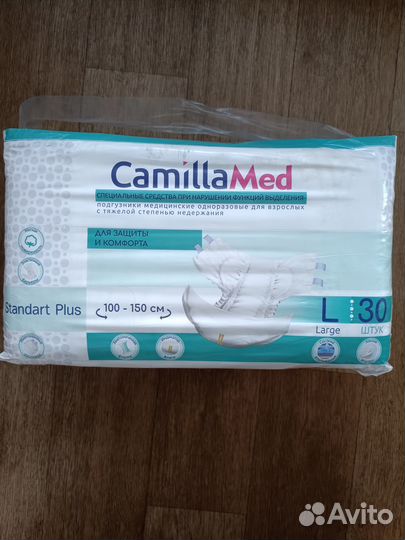 CamillaMed
СПЕЦИАЛЬНЫЕ СРЕДСТВА ПРИ НАРУШЕНИИ ФУНКЦИЙ ВЫДЕЛЕНИЯ-
подгузники медицинские одноразовые для взрослых
с тяжелой степенью недержания
ДЛЯ ЗАЩИТЫ
И КОМФОРТА
Standart Plus
100 - 150 см
L
Large
30
ШТУК
Avito